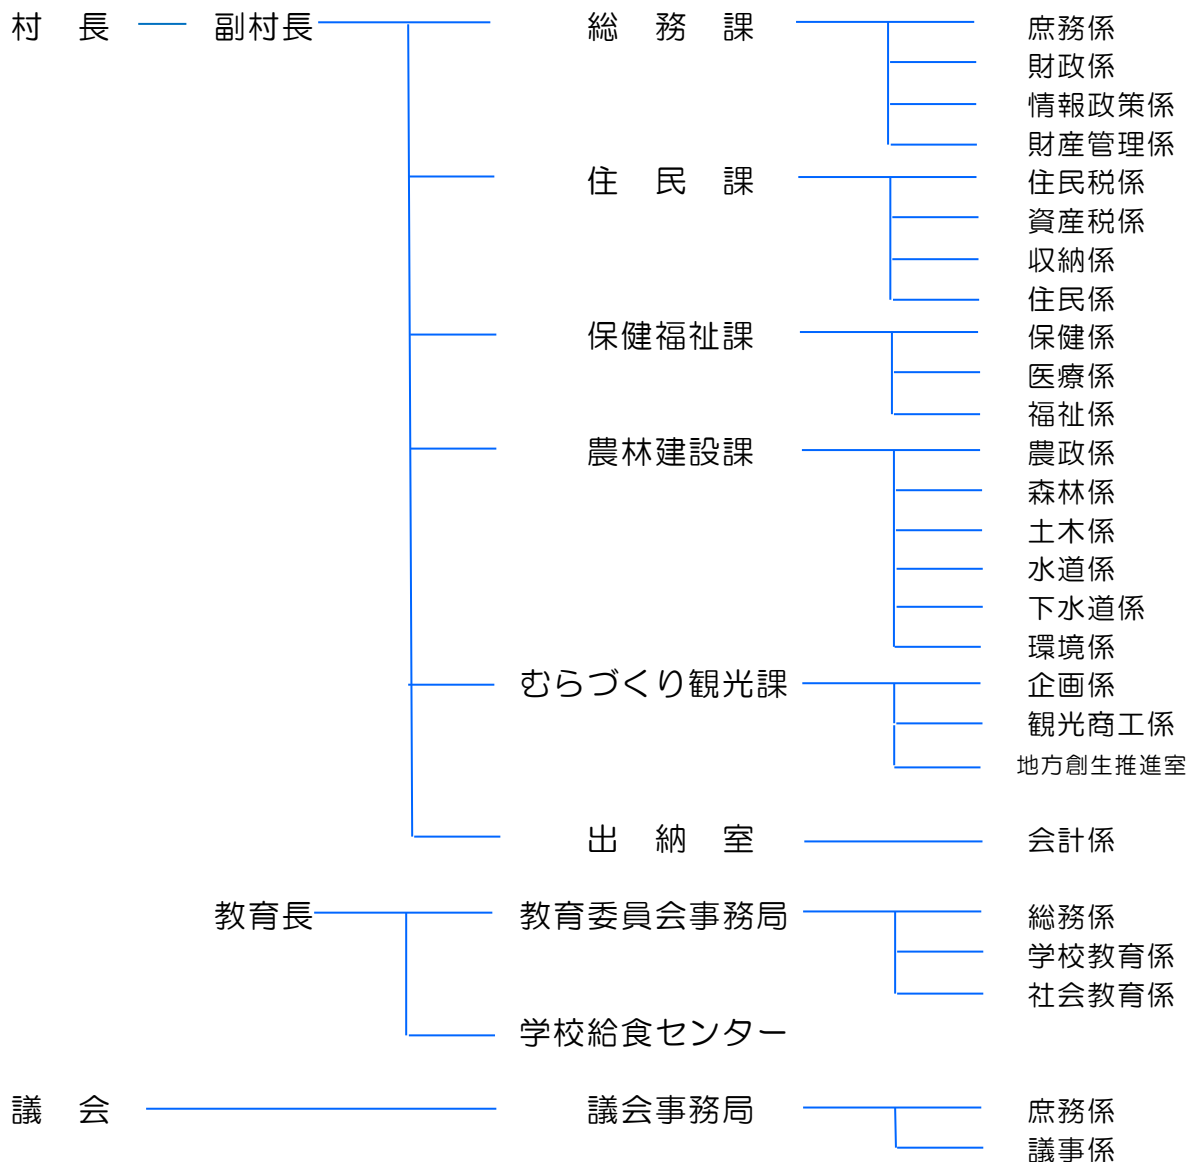 村　長　副村長　総　務　課　庶務係
財政係
情報政策係
財産管理係
住　民　課　住民税係
資産税係
収納係
住民係
保健福祉課　保健係
医療係
福祉係
農林建設課　農政係
森林係
土木係
水道係
下水道係
環境係
むらづくり観光課　企画係
観光商工係
地方創生推進室
出　納　室　会計係
教育長　教育委員会事務局　総務係
学校教育係
社会教育係
学校給食センター
議　会　議会事務局　庶務係
議事係